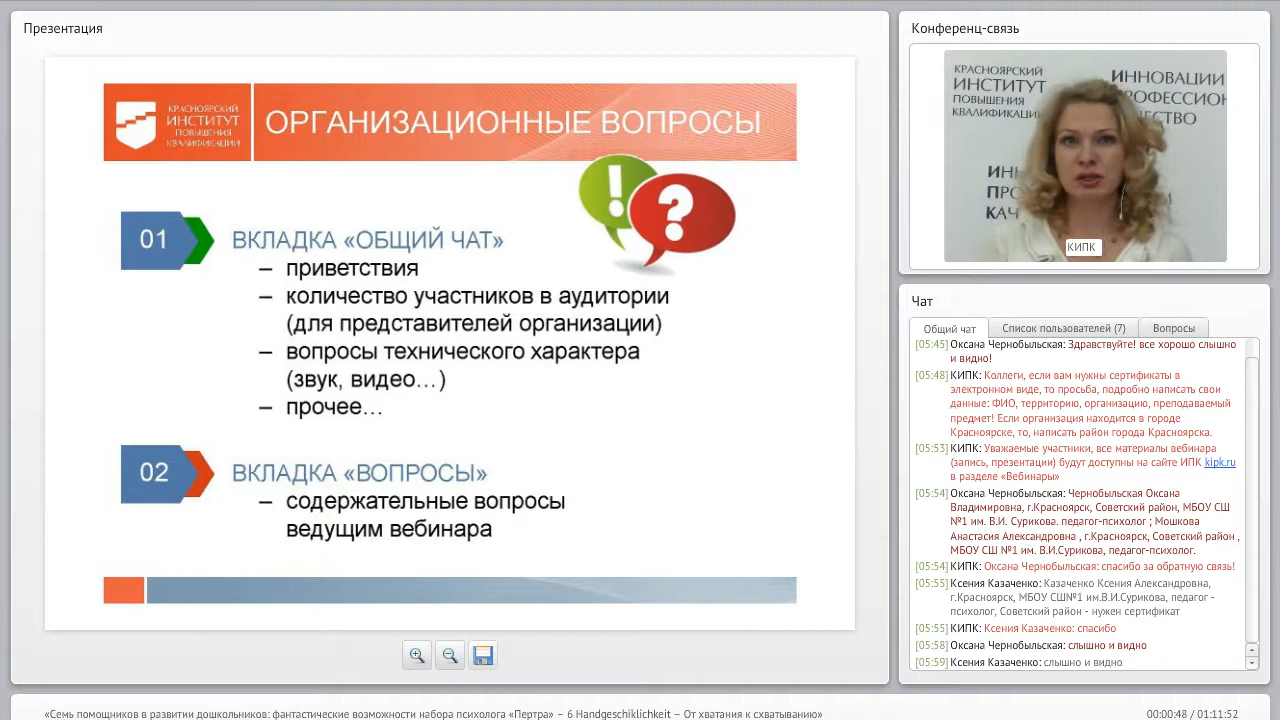 Презентация
КРАСНОЯРСКИЙ
ИНСТИТУТ
ПОВЫШЕНИЯ
КВАЛИФИКАЦИИ
ОРГАНИЗАЦИОННЫЕ ВОПРОСЫ
! ?
01
ВКЛАДКА «ОБЩИЙ ЧАТ»
– приветствия
– количество участников в аудитории
(для представителей организации)
– вопросы технического характера
(звук, видео…)
– прочее…
02
ВКЛАДКА «ВОПРОСЫ»
– содержательные вопросы
ведущим вебинара
Конференц-связь
КРАСНОЯРСКИЙ
ИНСТИТУТ
ПОВЫШЕНИЯ
КВАЛИФИКАЦИИ
ИННОВАЦИИ
РОФЕССИОН
ЧЕСТВО
ИНН
ПРО
КАЧ
КИПК
Чат
Общий чат
Список пользователей (7)
Вопросы
[05:45] Оксана Чернобыльская: Здравствуйте! все хорошо слышно
и видно!
[05:48] КИПК: Коллеги, если вам нужны сертификаты в
электронном виде, то просьба, подробно написать свои
данные: ФИО, территорию, организацию, преподаваемый
предмет! Если организация находится в городе
Красноярске, то, написать район города Красноярска.
[05:53] КИПК: Уважаемые участники, все материалы вебинара
(запись, презентации) будут доступны на сайте ИПК kipk.ru
в разделе «Вебинары»
[05:54] Оксана Чернобыльская: Чернобыльская Оксана
Владимировна, г.Красноярск, Советский район, МБОУ СШ
№1 им. В.И. Сурикова. педагог-психолог ; Мошкова
Анастасия Александровна , г.Красноярск, Советский район ,
МБОУ СШ №1 им. В.И.Сурикова, педагог-психолог.
[05:54] КИПК: Оксана Чернобыльская: спасибо за обратную связь!
[05:55] Ксения Казаченко: Казаченко Ксения Александровна,
г.Красноярск, МБОУ СШ№1 им.В.И.Сурикова, педагог -
психолог, Советский район - нужен сертификат
[05:55] КИПК: Ксения Казаченко: спасибо
[05:58] Оксана Чернобыльская: слышно и видно
[05:59] Ксения Казаченко: слышно и видно
«Семь помощников в развитии дошкольников: фантастические возможности набора психолога «Пертра» – 6 Handgeschiklichkeit – От хватания к схватыванию»
00:00:48 / 01:11:52